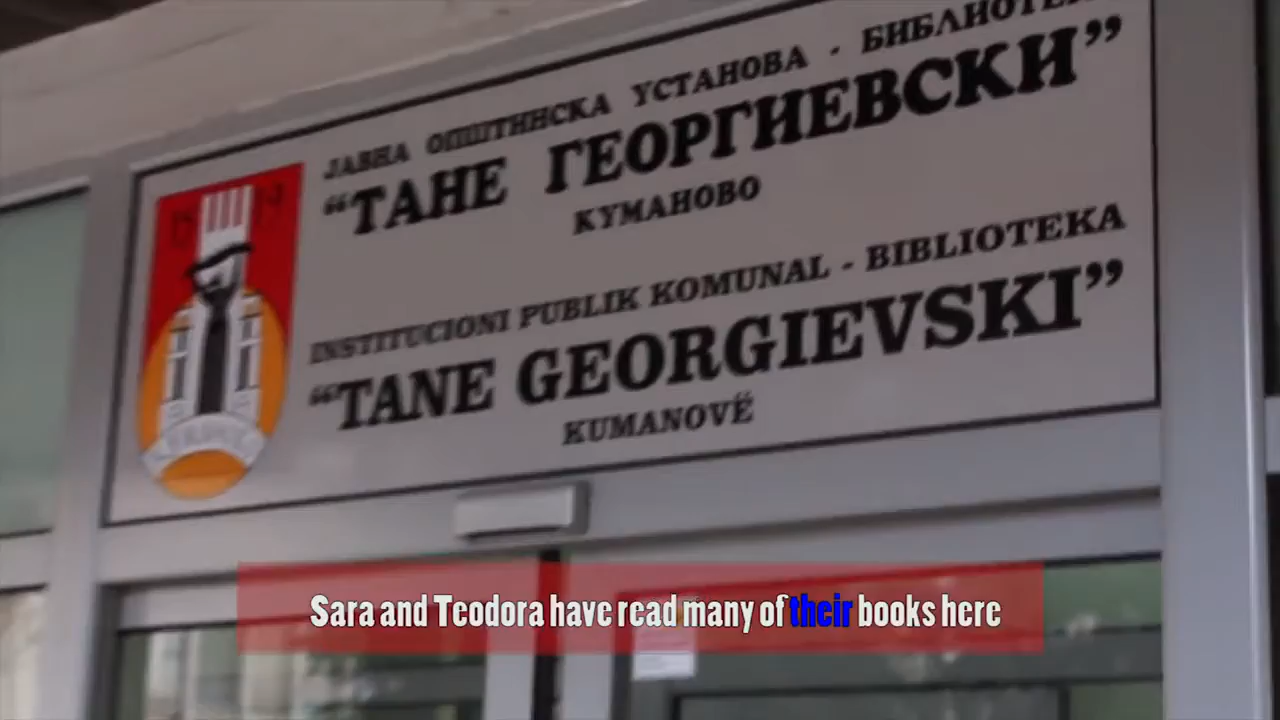 ЈАВНА ОПШТИНСКА УСТАНОВА - БИБЛИОТЕ
“ТАНЕ ГЕОРГИЕВСКИ”
КУМАНОВО
INSTITUCIONI PUBLIK KOMUNAL - BIBLIOTEKA
“TANE GEORGIEVSKI”
KUMANOVË
Sara and Teodora have read many of their books here